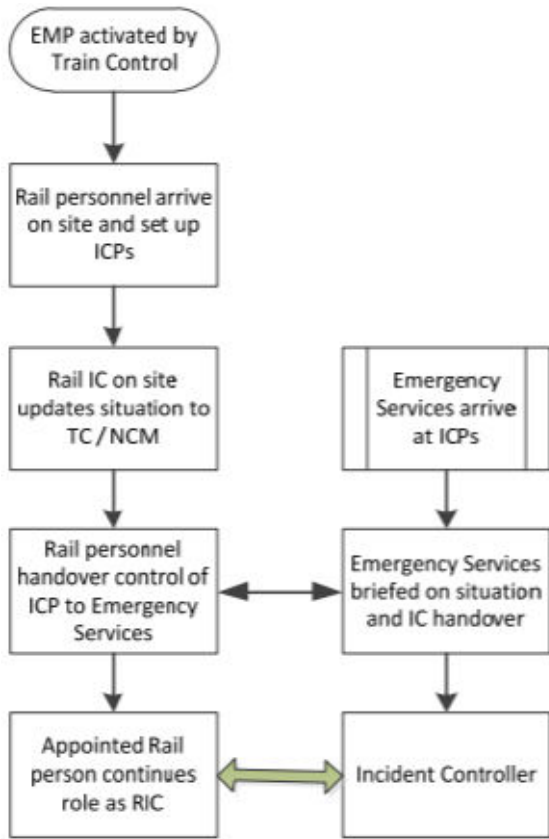 EMP activated by
Train Control
Rail personnel arrive
on site and set up
ICPs
Rail IC on site
updates situation to
TC / NCM
Emergency
Services arrive
at ICPs
Rail personnel
handover control of
ICP to Emergency
Services
Emergency Services
briefed on situation
and IC handover
Appointed Rail
person continues
role as RIC
Incident Controller